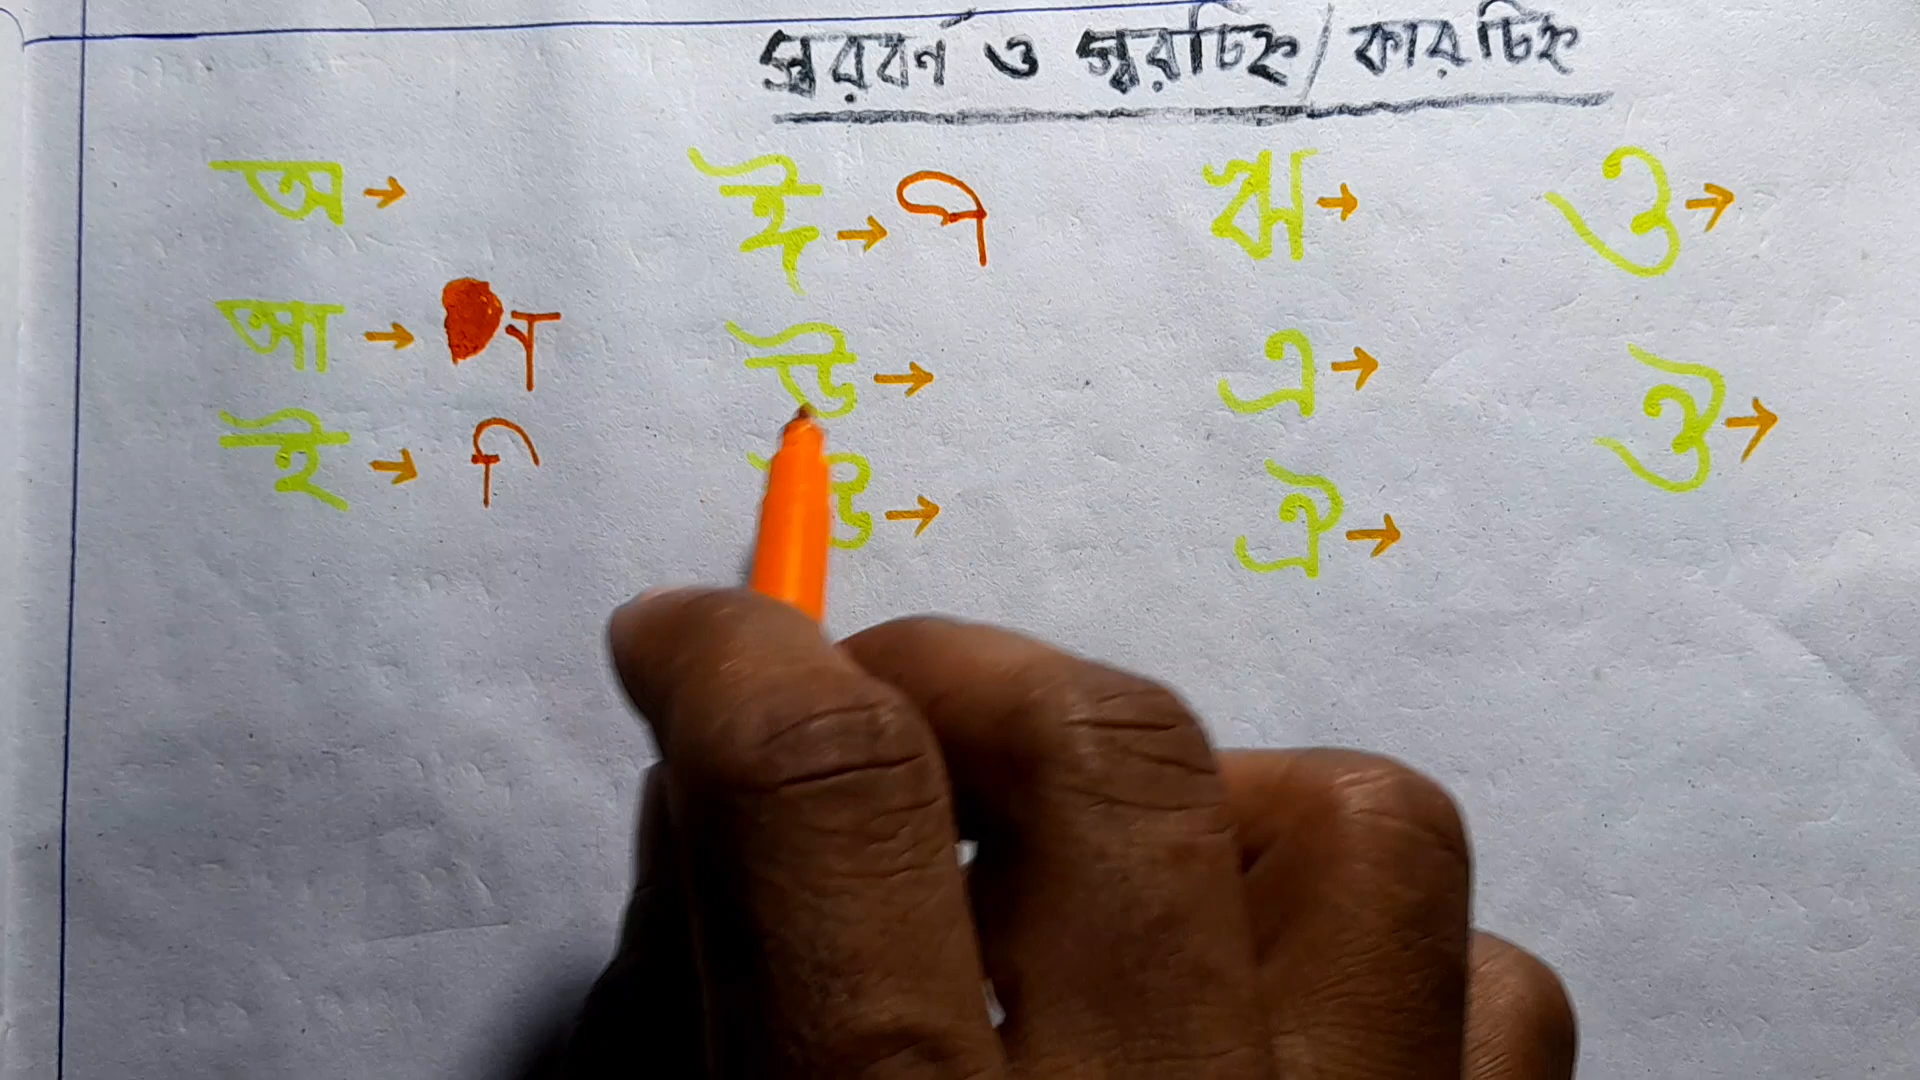 স্বরবর্ণ ও স্বরচিহ্ন / কারচিহ্ন
অ →
আ → া
ই → ি
ঈ → ী
উ →
ঊ →
ঋ →
এ →
ঐ →
ও →
ঔ →